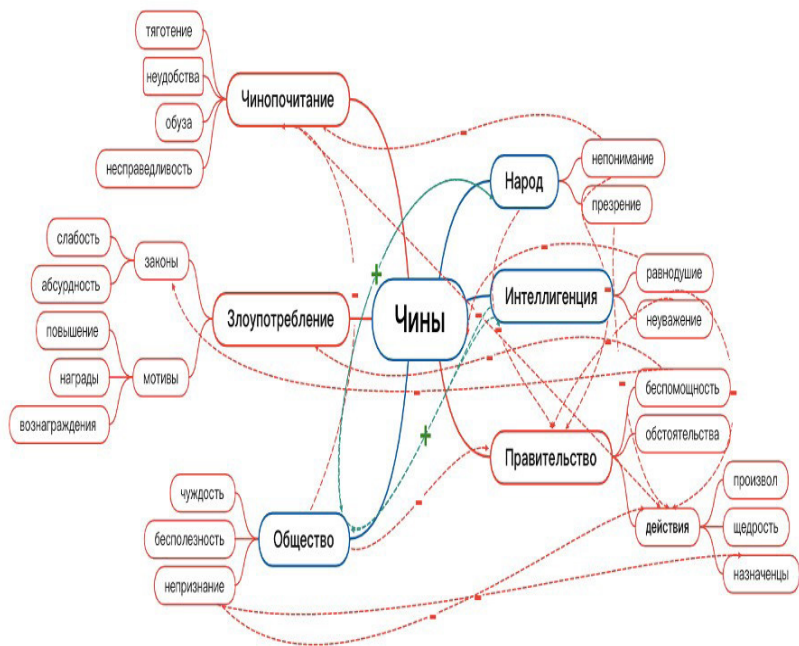 тяготение
неудобства
обуза
несправедливость
Чинопочитание
слабость
абсурдность
законы
повышение
награды
вознаграждения
мотивы
Злоупотребление
чуждость
бесполезность
непризнание
Общество
Чины
Народ
непонимание
презрение
Интеллигенция
равнодушие
неуважение
Правительство
беспомощность
обстоятельства
действия
произвол
щедрость
назначенцы